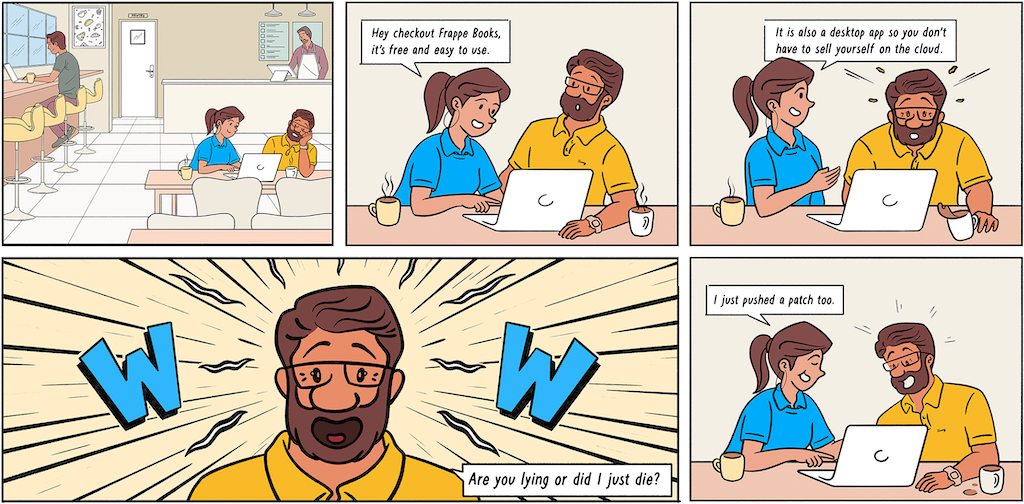 Hey checkout Frappe Books,
it's free and easy to use.
It is also a desktop app so you don't
have to sell yourself on the cloud.
W W
Are you lying or did I just die?
I just pushed a patch too.